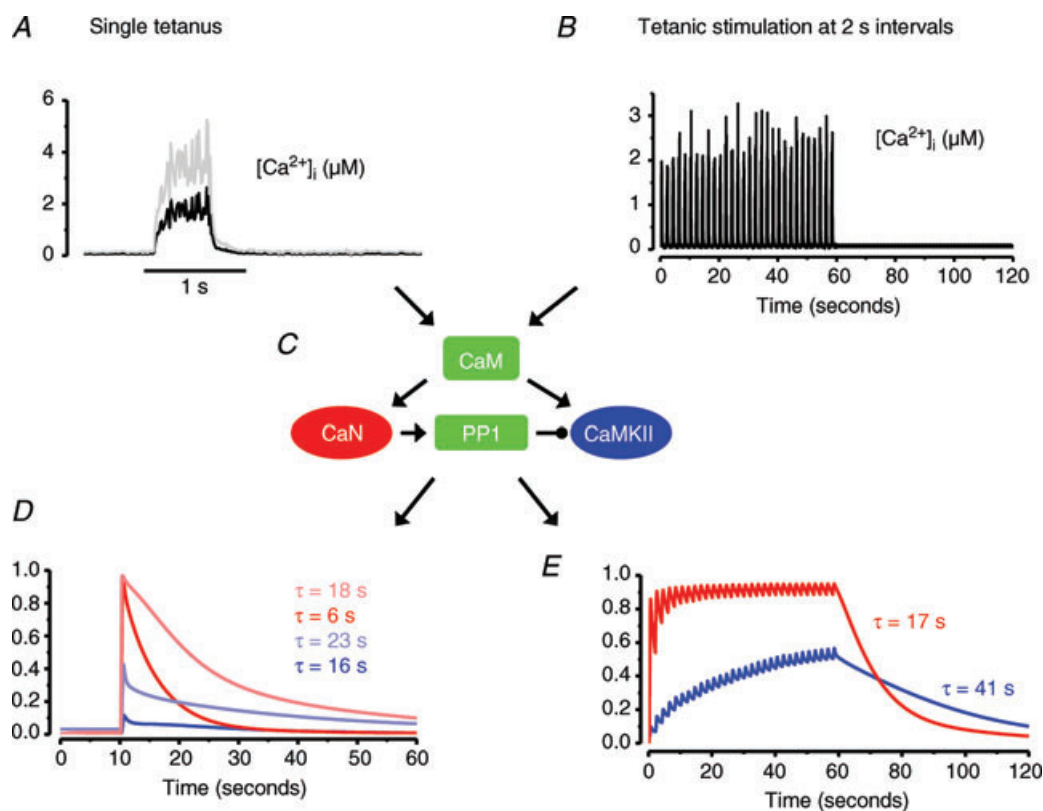 A Single tetanus
B Tetanic stimulation at 2 s intervals
6
4
2
0
[Ca²⁺]ᵢ (µM)
1 s
3
2
1
0
[Ca²⁺]ᵢ (µM)
0 20 40 60 80 100 120
Time (seconds)
C
CaM
CaN
PP1
CaMKII
D
1.0
0.8
0.6
0.4
0.2
0.0
τ = 18 s
τ = 6 s
τ = 23 s
τ = 16 s
0 10 20 30 40 50 60
Time (seconds)
E
1.0
0.8
0.6
0.4
0.2
0.0
τ = 17 s
τ = 41 s
0 20 40 60 80 100 120
Time (seconds)